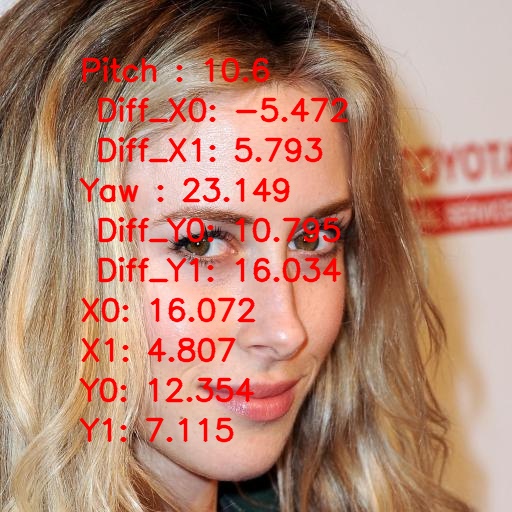 Pitch : 10.6
Diff_X0: -5.472
Diff_X1: 5.793
Yaw : 23.149
Diff_Y0: 10.795
Diff_Y1: 16.034
X0: 16.072
X1: 4.807
Y0: 12.354
Y1: 7.115
TOYOTA